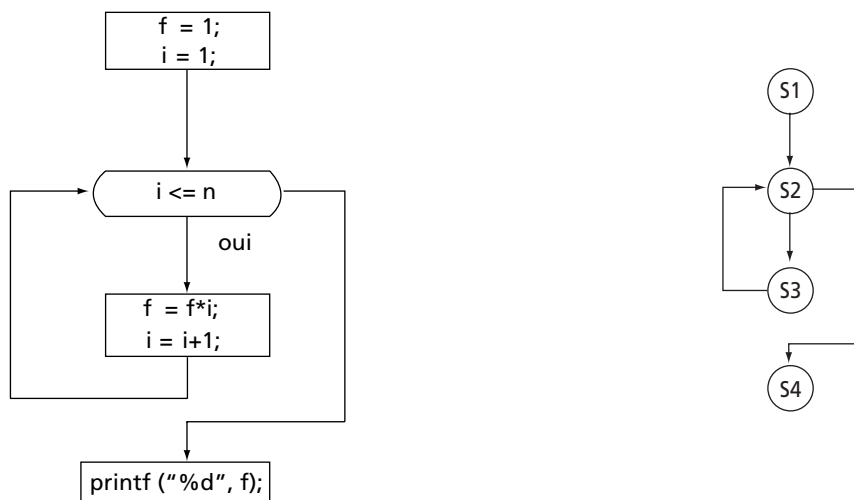 f = 1;
i = 1;
i <= n
oui
f = f*i;
i = i+1;
printf ("%d", f);
S1
S2
S3
S4